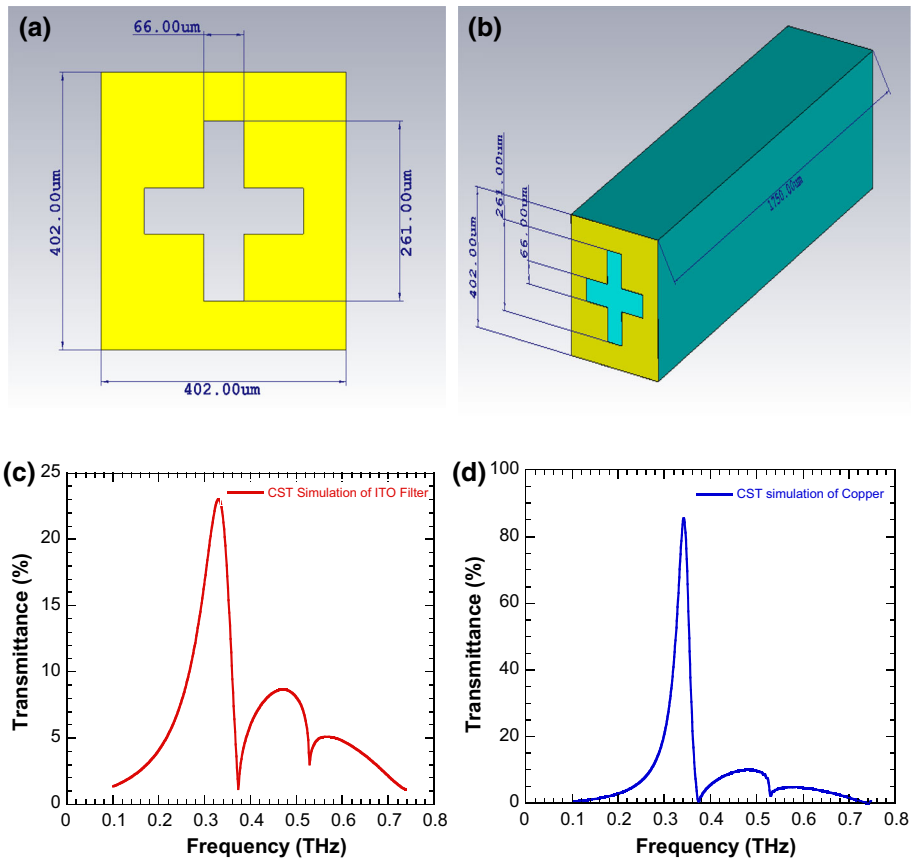 (a)
66.00um
402.00um
261.00um
402.00um
(b)
402.00um
261.00um
66.00um
1750.00um
(c)
25
20
15
10
5
0
CST Simulation of ITO Filter
Transmittance (%)
0 0.1 0.2 0.3 0.4 0.5 0.6 0.7 0.8
Frequency (THz)
(d)
100
80
60
40
20
0
CST simulation of Copper
Transmittance (%)
0 0.1 0.2 0.3 0.4 0.5 0.6 0.7 0.8
Frequency (THz)